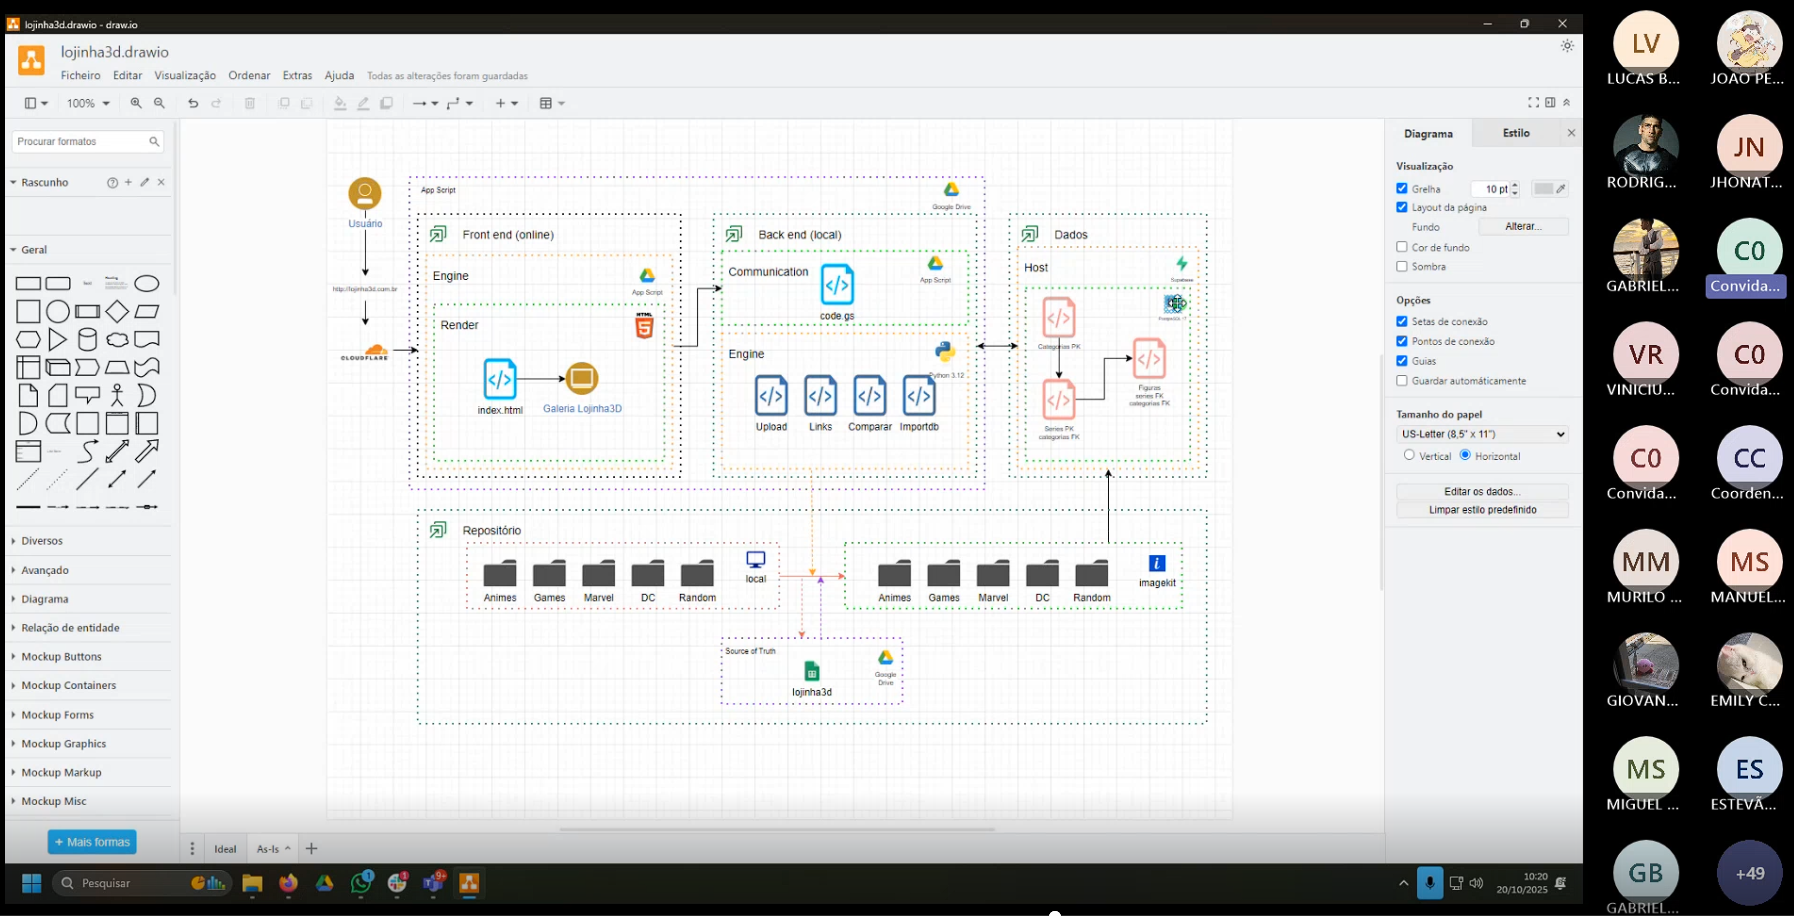 lojinha3d.drawio - draw.io
lojinha3d.drawio
Ficheiro Editar Visualização Ordenar Extras Ajuda Todas as alterações foram guardadas
100%
Procurar formatos
Rascunho
Geral
Diversos
Avançado
Diagrama
Relação de entidade
Mockup Buttons
Mockup Containers
Mockup Forms
Mockup Graphics
Mockup Markup
Mockup Misc
+ Mais formas
Usuário
http://lojinha3d.com.br
CLOUDFLARE
App Script
Google Drive
Front end (online)
Engine
App Script
Render
HTML
5
index.html
Galeria Lojinha3D
Back end (local)
Communication
App Script
code.gs
Engine
Python 3.12
Upload
Links
Comparar
Importdb
Dados
Host
Supabase
Categorias PK
Figuras
series FK
categorias FK
Series PK
categorias FK
Repositório
local
Animes
Games
Marvel
DC
Random
imagekit
Animes
Games
Marvel
DC
Random
Source of Truth
lojinha3d
Google
Drive
Diagrama
Estilo
Visualização
Grelha
10 pt
Layout da página
Fundo
Alterar...
Cor de fundo
Sombra
Opções
Setas de conexão
Pontos de conexão
Guias
Guardar automáticamente
Tamanho do papel
US-Letter (8,5" x 11")
Vertical
Horizontal
Editar os dados...
Limpar estilo predefinido
Ideal
As-Is
Pesquisar
1
9+
10:20
20/10/2025
LV
LUCAS B...
JOAO PE...
RODRIG...
JN
JHONAT...
GABRIEL...
C0
Convida...
VR
VINICIU...
C0
Convida...
C0
Convida...
CC
Coorden...
MM
MURILO ...
MS
MANUEL...
GIOVAN...
EMILY C...
MS
MIGUEL ...
ES
ESTEVÃ...
GB
GABRIEL...
+49